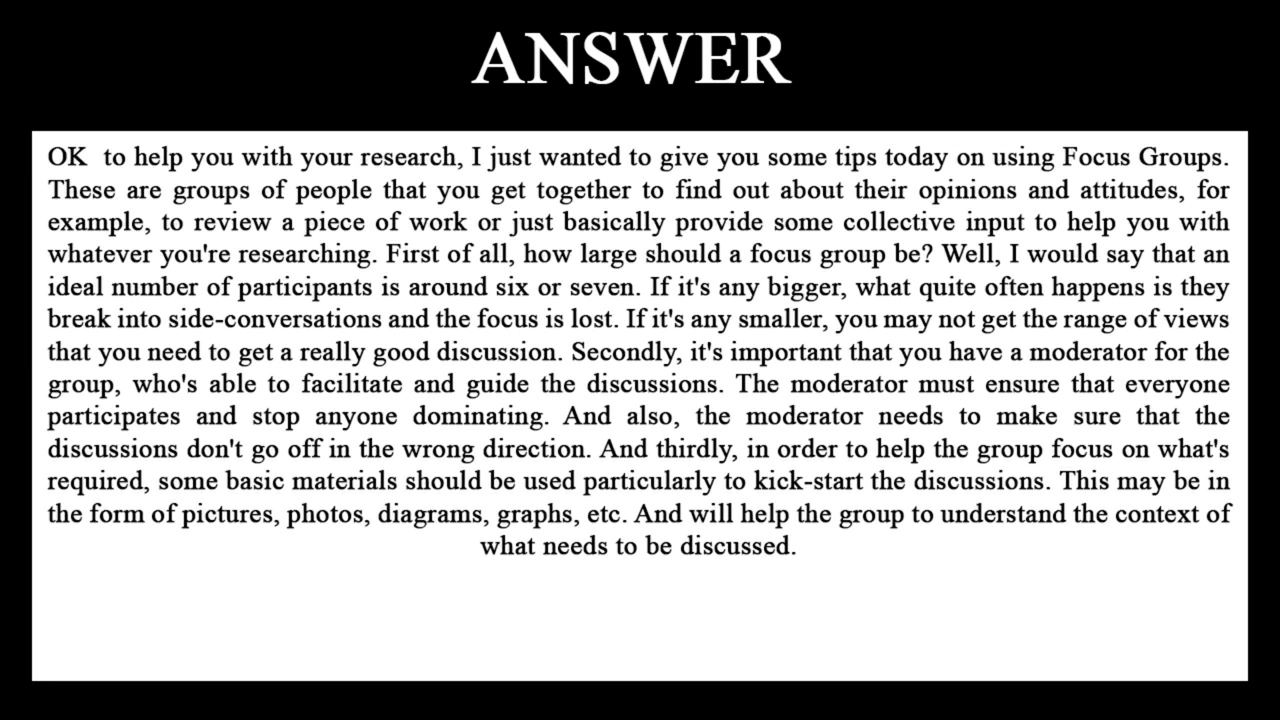 ANSWER
OK  to help you with your research, I just wanted to give you some tips today on using Focus Groups.
These are groups of people that you get together to find out about their opinions and attitudes, for
example, to review a piece of work or just basically provide some collective input to help you with
whatever you're researching. First of all, how large should a focus group be? Well, I would say that an
ideal number of participants is around six or seven. If it's any bigger, what quite often happens is they
break into side-conversations and the focus is lost. If it's any smaller, you may not get the range of views
that you need to get a really good discussion. Secondly, it's important that you have a moderator for the
group, who's able to facilitate and guide the discussions. The moderator must ensure that everyone
participates and stop anyone dominating. And also, the moderator needs to make sure that the
discussions don't go off in the wrong direction. And thirdly, in order to help the group focus on what's
required, some basic materials should be used particularly to kick-start the discussions. This may be in
the form of pictures, photos, diagrams, graphs, etc. And will help the group to understand the context of
what needs to be discussed.